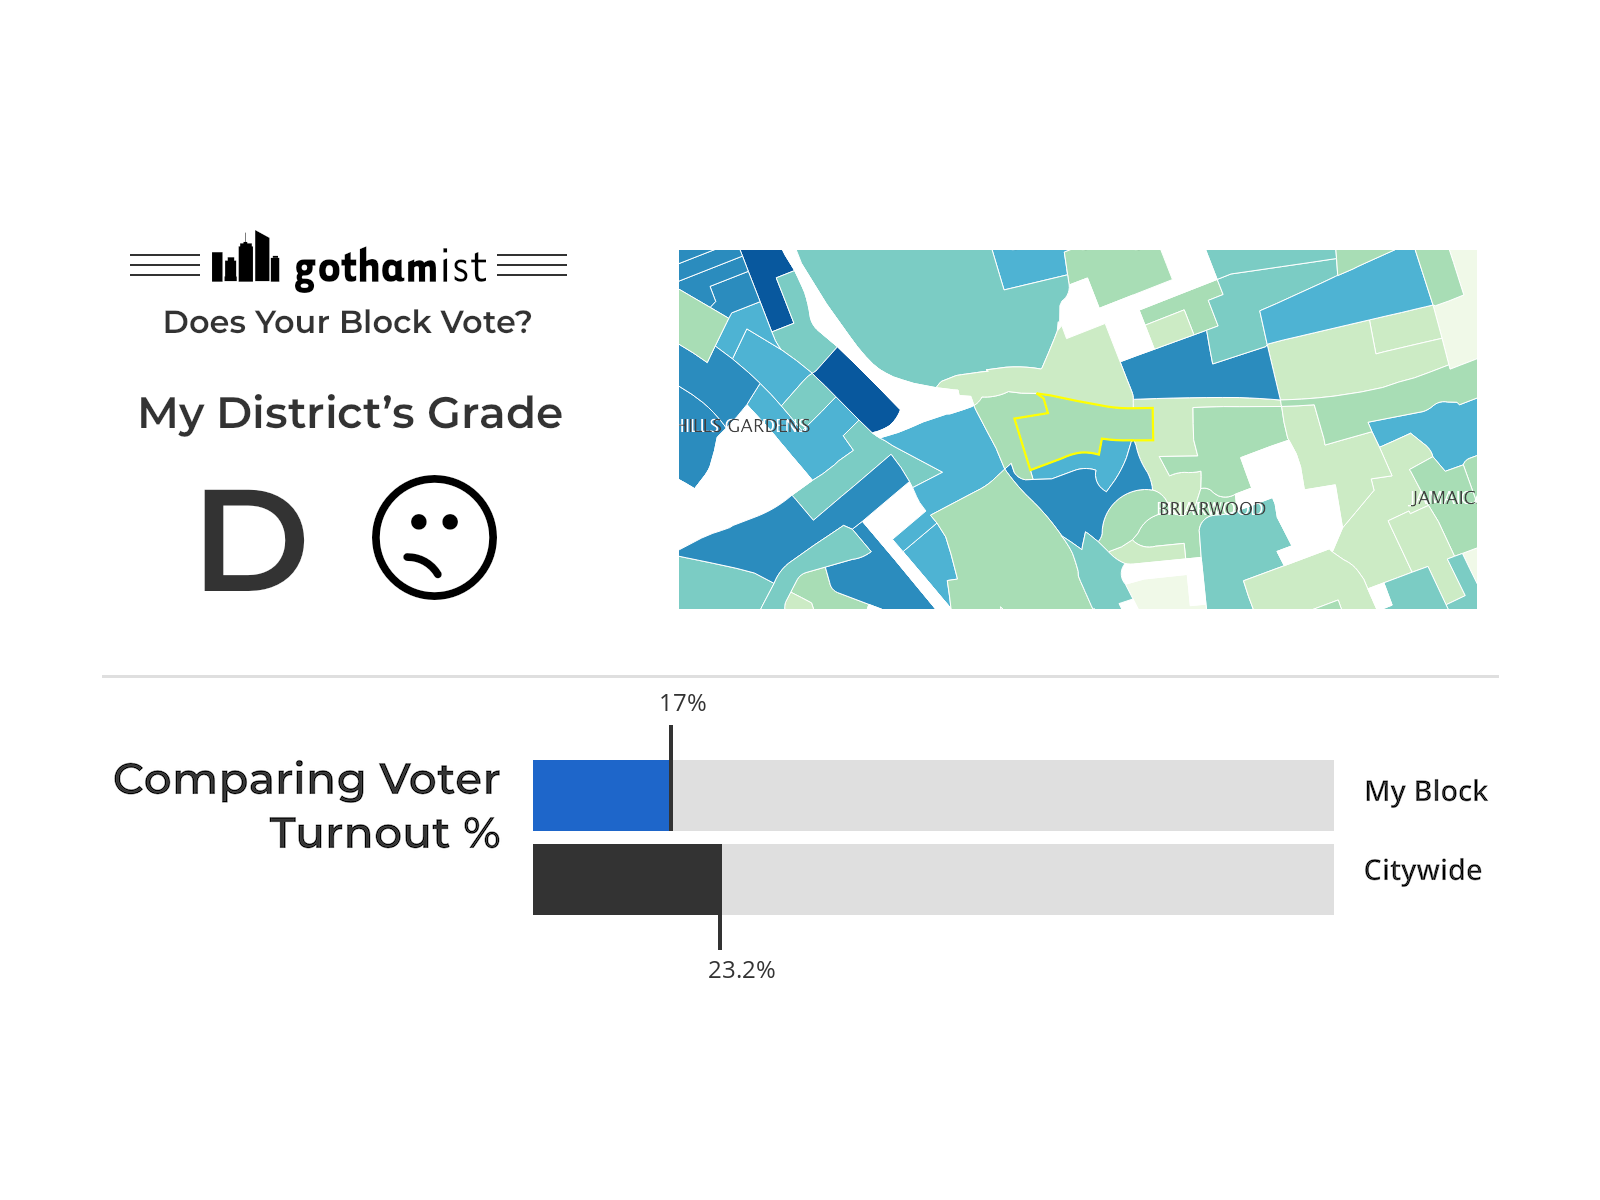 gothamist
Does Your Block Vote?
My District’s Grade
D
HILLS GARDENS
BRIARWOOD
JAMAIC
17%
Comparing Voter
Turnout %
My Block
Citywide
23.2%